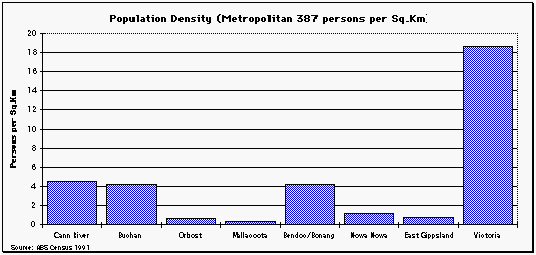 Population Density (Metropolitan 387 persons per Sq.Km)
20
18
16
14
12
10
8
6
4
2
0
Persons per Sq.Km
Cann River Buchan Orbost Mallacoota Bendoc/Bonang Nowa Nowa East Gippsland Victoria
Source: ABS Census 1991